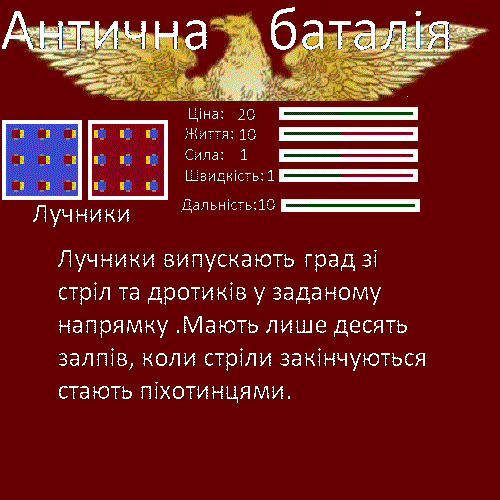 Антична баталія
Ціна: 20
Життя: 10
Сила: 1
Швидкість:1
Дальність:10
Лучники
Лучники випускають град зі
стріл та дротиків у заданому
напрямку .Мають лише десять
залпів, коли стріли закінчуються
стають піхотинцями.